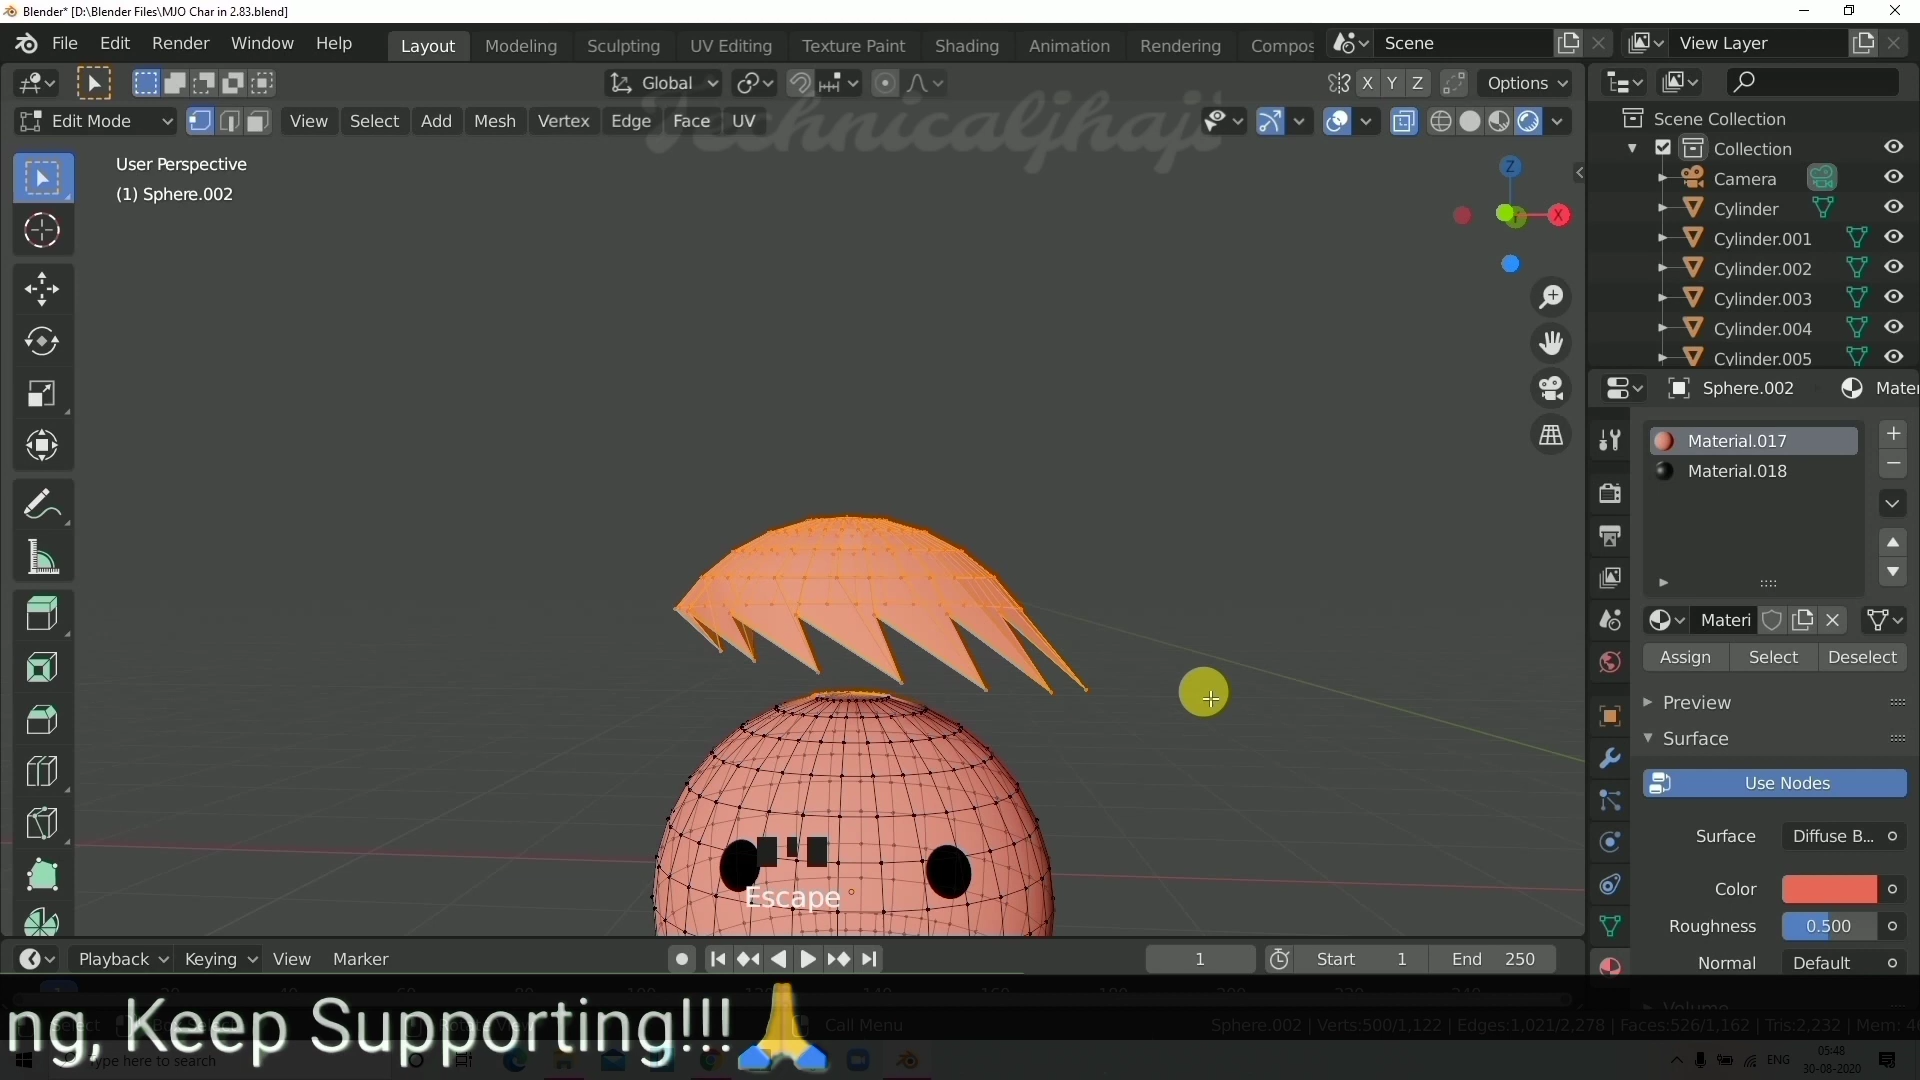 Blender* [D:\Blender Files\MJO Char in 2.83.blend]
File Edit Render Window Help Layout Modeling Sculpting UV Editing Texture Paint Shading Animation Rendering Compos Scene View Layer
Global X Y Z Options
Edit Mode View Select Add Mesh Vertex Edge Face UV
Technicaljhaji
User Perspective
(1) Sphere.002
Z
X
Scene Collection
Collection
Camera
Cylinder
Cylinder.001
Cylinder.002
Cylinder.003
Cylinder.004
Cylinder.005
Sphere.002 Mater
Material.017
Material.018
Materi
Assign Select Deselect
Preview
Surface
Use Nodes
Surface Diffuse B...
Color
Roughness 0.500
Normal Default
Volume
Escape
Playback Keying View Marker 1 Start 1 End 250
ng, Keep Supporting!!!
Call Menu
Sphere.002 | Verts:500/1,122 | Edges:1,021/2,278 | Faces:526/1,162 | Tris:2,232 | Mem: 4
Type here to search
ENG
05:48
30-08-2020